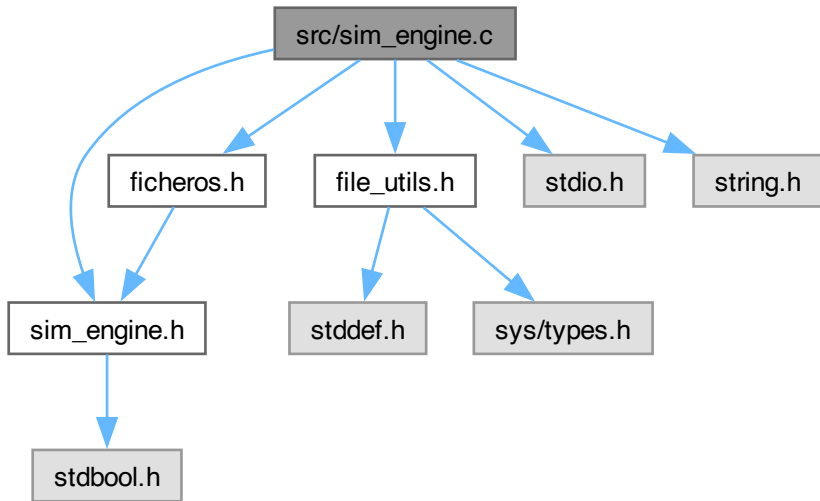 src/sim_engine.c
ficheros.h
file_utils.h
stdio.h
string.h
sim_engine.h
stddef.h
sys/types.h
stdbool.h